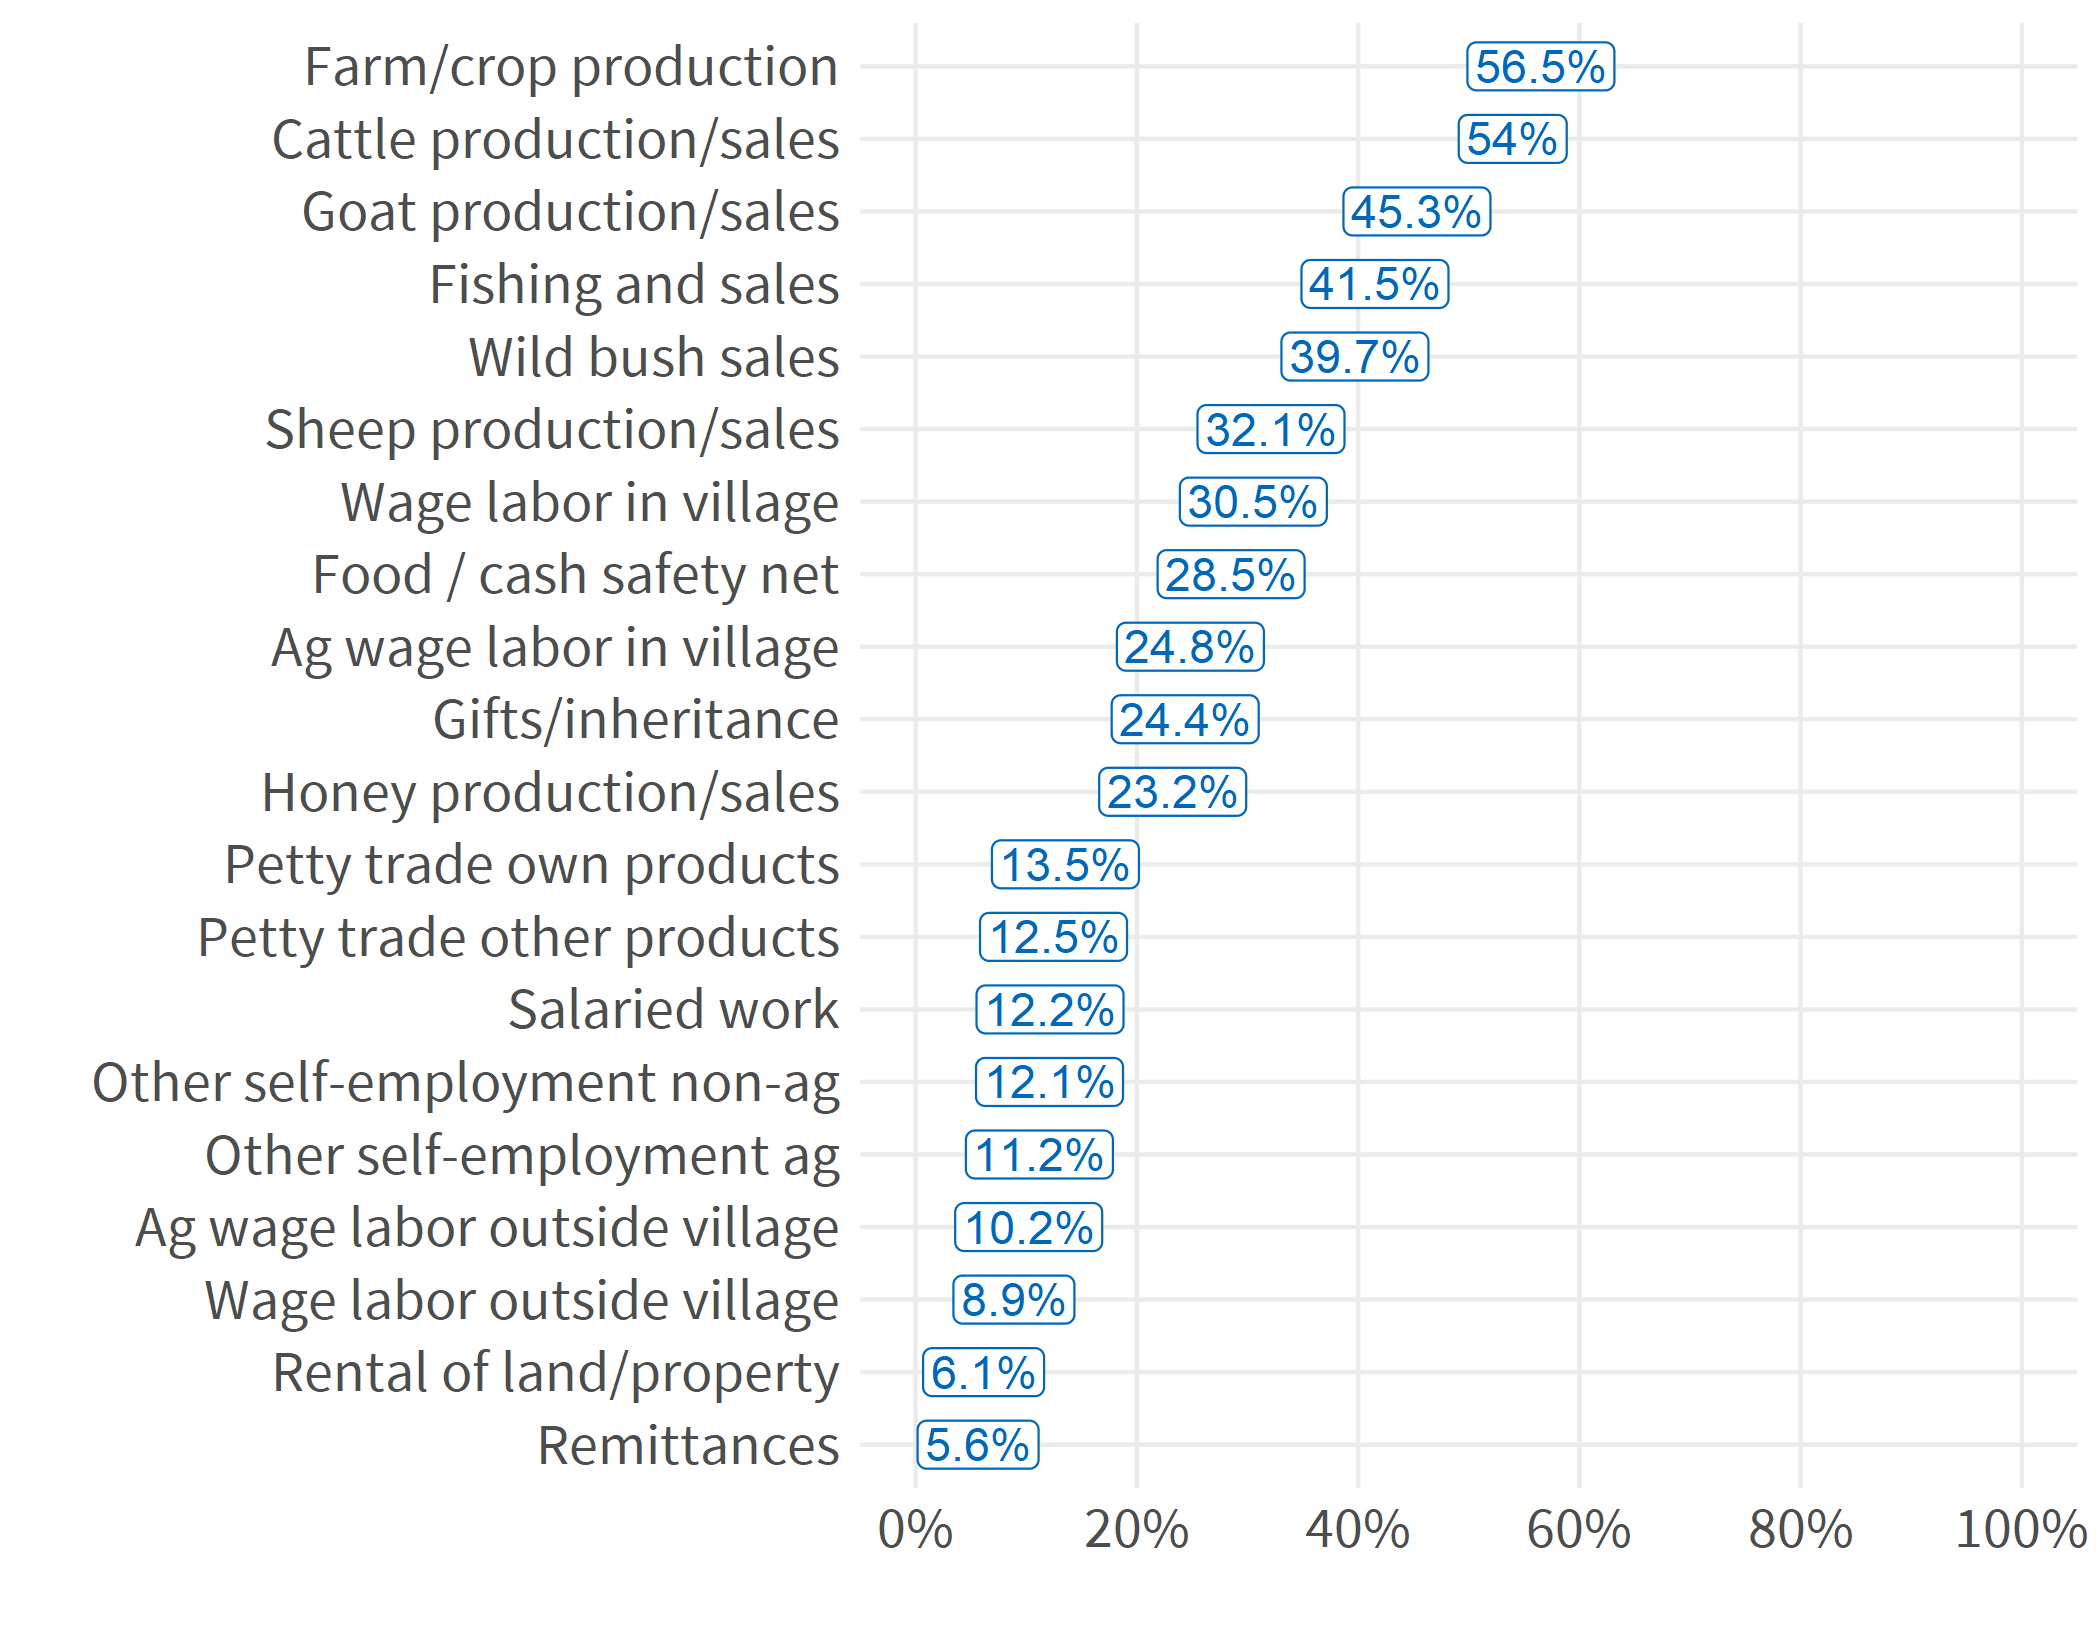 Farm/crop production 56.5%
Cattle production/sales 54%
Goat production/sales 45.3%
Fishing and sales 41.5%
Wild bush sales 39.7%
Sheep production/sales 32.1%
Wage labor in village 30.5%
Food / cash safety net 28.5%
Ag wage labor in village 24.8%
Gifts/inheritance 24.4%
Honey production/sales 23.2%
Petty trade own products 13.5%
Petty trade other products 12.5%
Salaried work 12.2%
Other self-employment non-ag 12.1%
Other self-employment ag 11.2%
Ag wage labor outside village 10.2%
Wage labor outside village 8.9%
Rental of land/property 6.1%
Remittances 5.6%
0% 20% 40% 60% 80% 100%